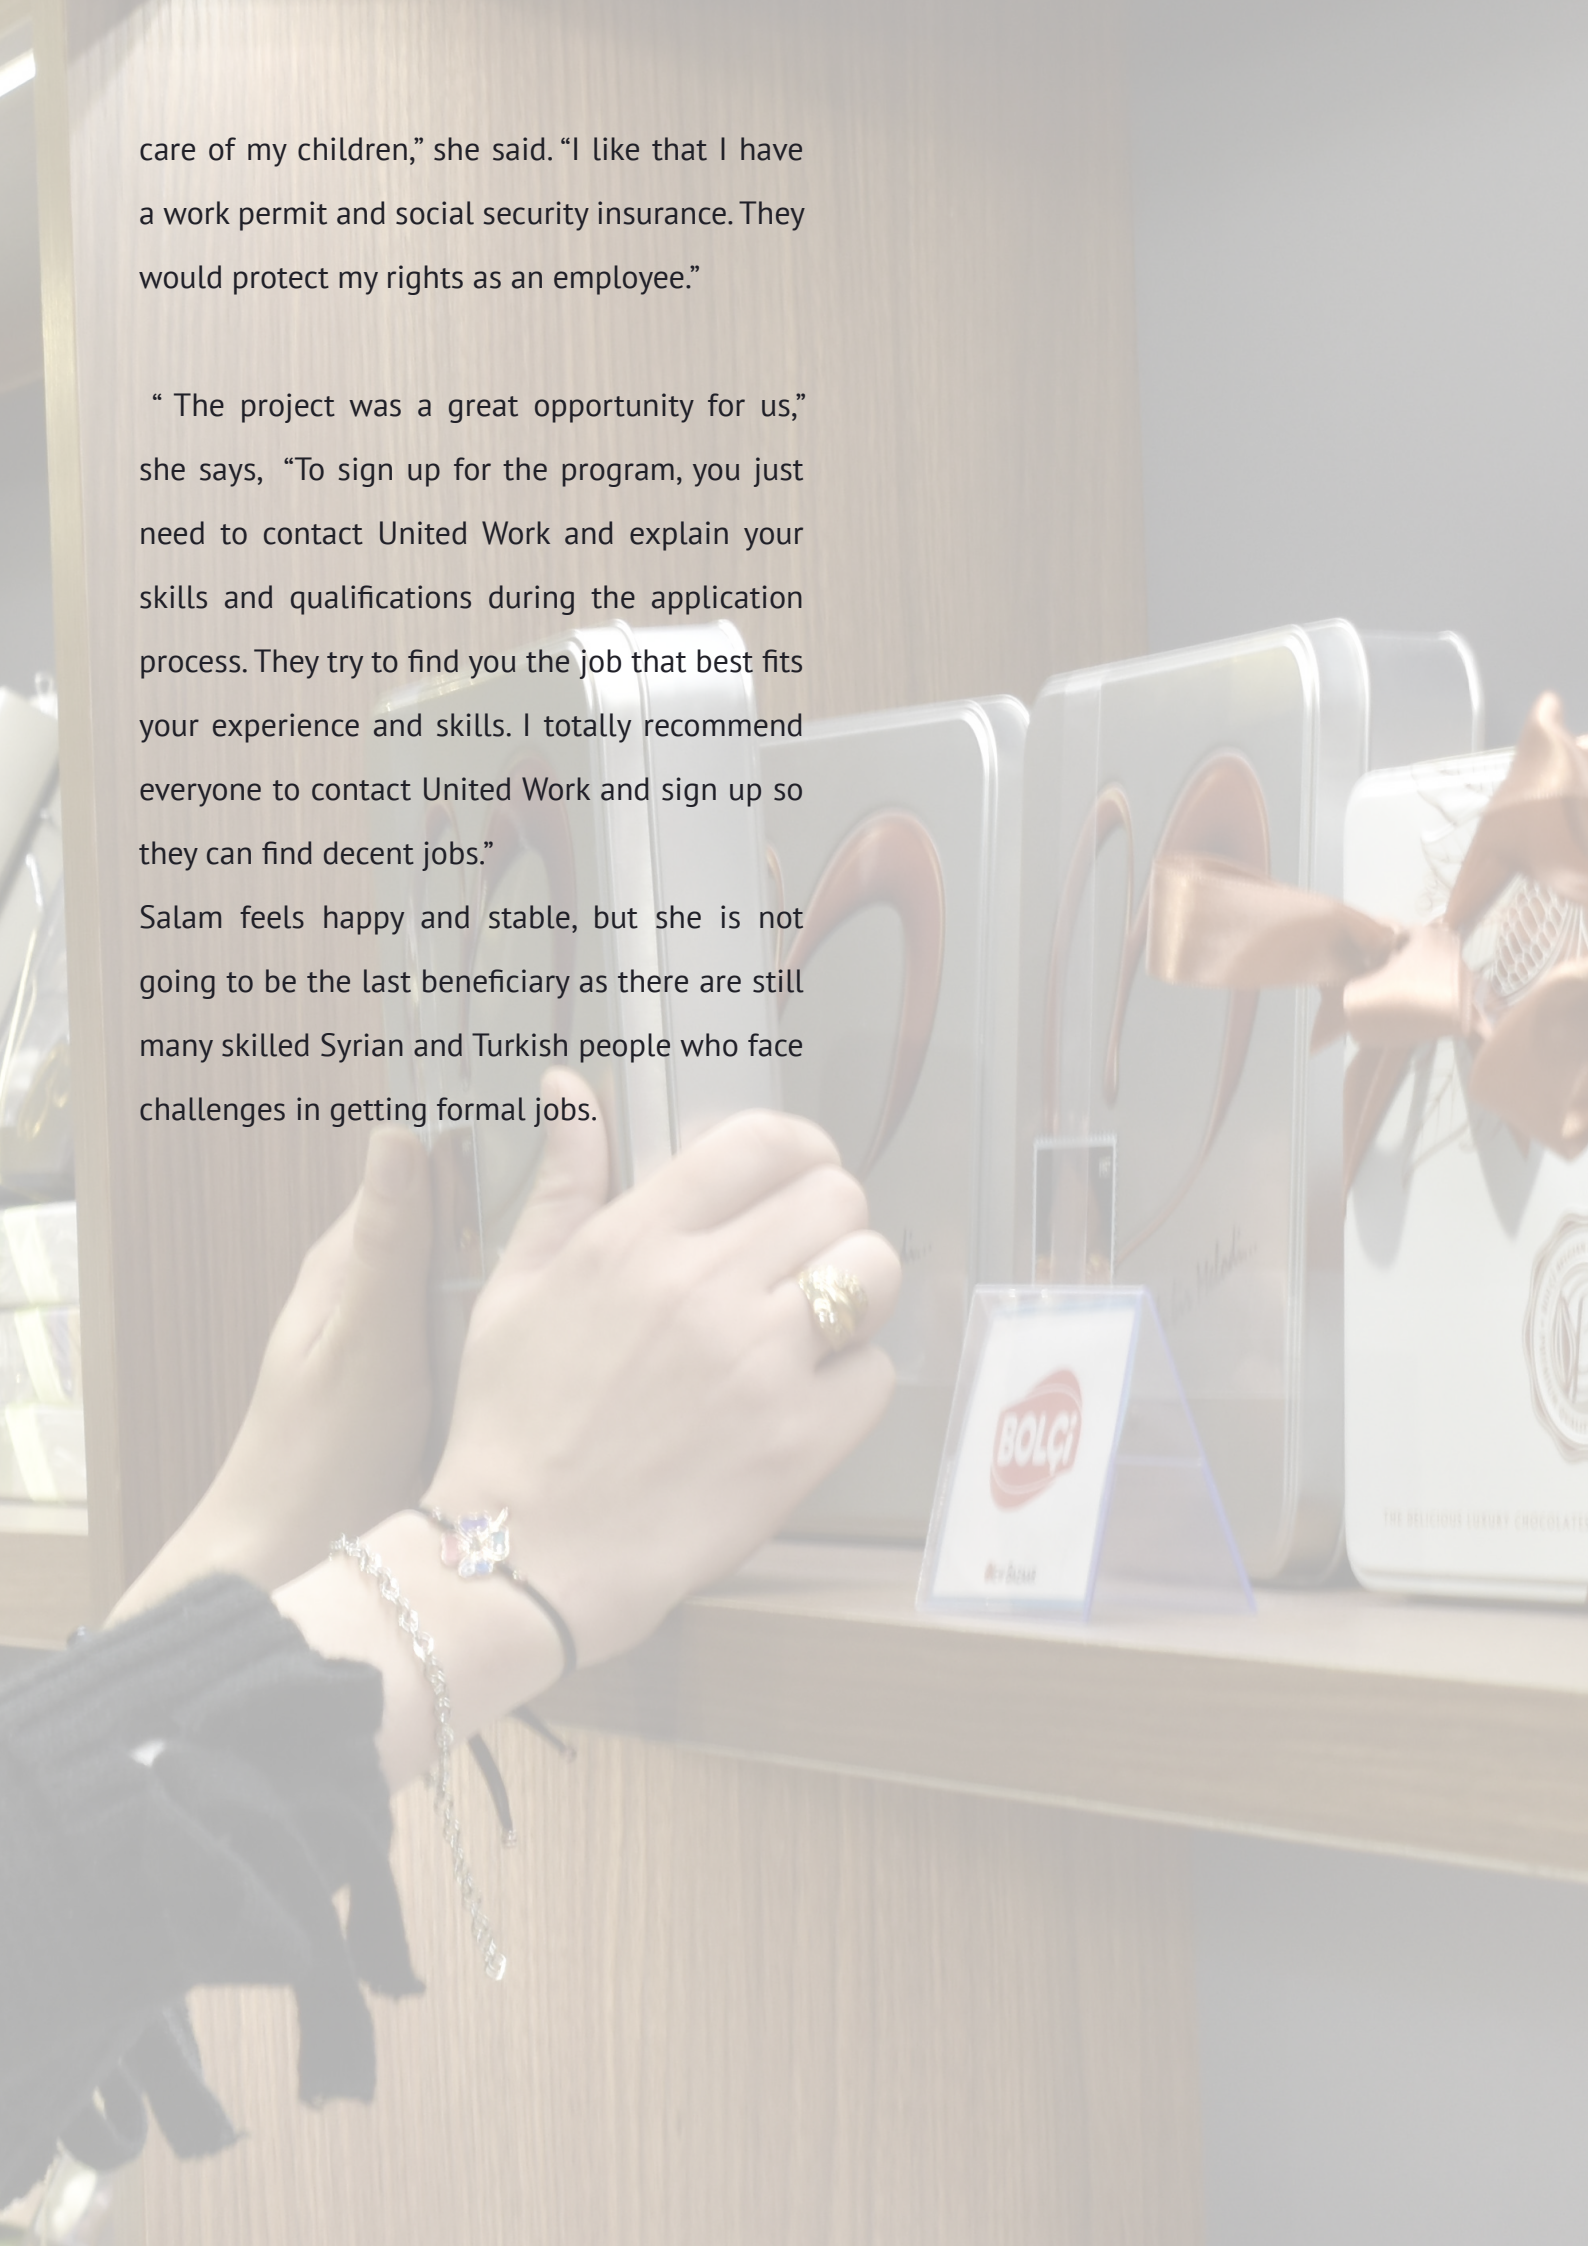 care of my children,” she said. “I like that I have
a work permit and social security insurance. They
would protect my rights as an employee.”
“ The project was a great opportunity for us,”
she says, “To sign up for the program, you just
need to contact United Work and explain your
skills and qualifications during the application
process. They try to find you the job that best fits
your experience and skills. I totally recommend
everyone to contact United Work and sign up so
they can find decent jobs.”
Salam feels happy and stable, but she is not
going to be the last beneficiary as there are still
many skilled Syrian and Turkish people who face
challenges in getting formal jobs.
BOLÇi
THE DELICIOUS LUXURY CHOCOLATE